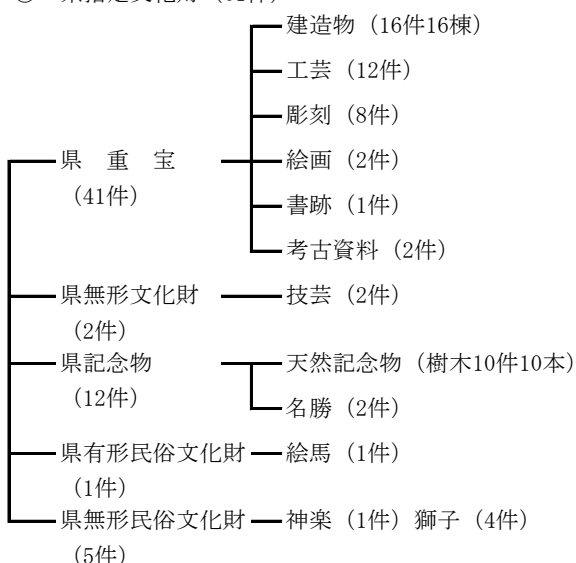 建造物（16件16棟）
工芸（12件）
彫刻（8件）
県　重　宝　絵画（2件）
（41件）
書跡（1件）
考古資料（2件）
県無形文化財　技芸（2件）
（2件）
県記念物　天然記念物（樹木10件10本）
（12件）
名勝（2件）
県有形民俗文化財　絵馬（1件）
（1件）
県無形民俗文化財　神楽（1件）獅子（4件）
（5件）